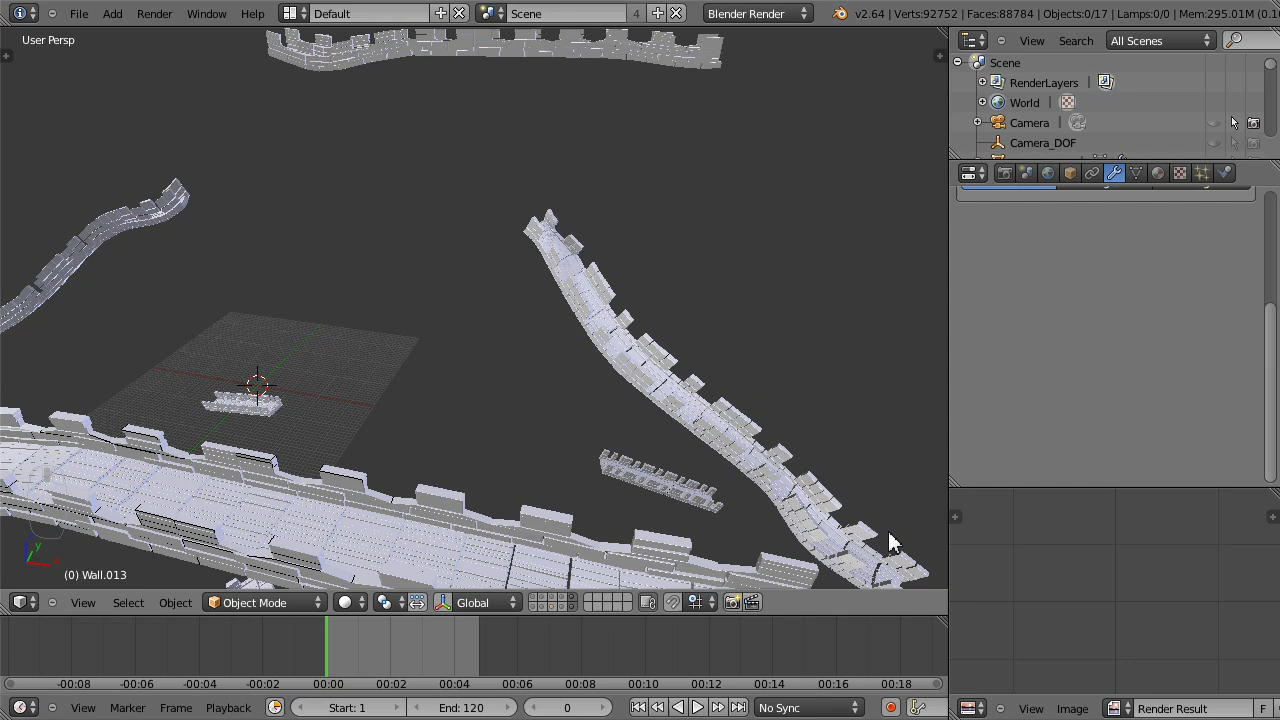 File Add Render Window Help Default Scene 4 Blender Render v2.64 | Verts:92752 | Faces:88784 | Objects:0/17 | Lamps:0/0 | Mem:295.01M (0.1
User Persp
View Search All Scenes
Scene
RenderLayers
World
Camera
Camera_DOF
y
x
(0) Wall.013
View Select Object Object Mode Global
-00:08 -00:06 -00:04 -00:02 00:00 00:02 00:04 00:06 00:08 00:10 00:12 00:14 00:16 00:18
View Marker Frame Playback Start: 1 End: 120 0 No Sync
View Image Render Result F